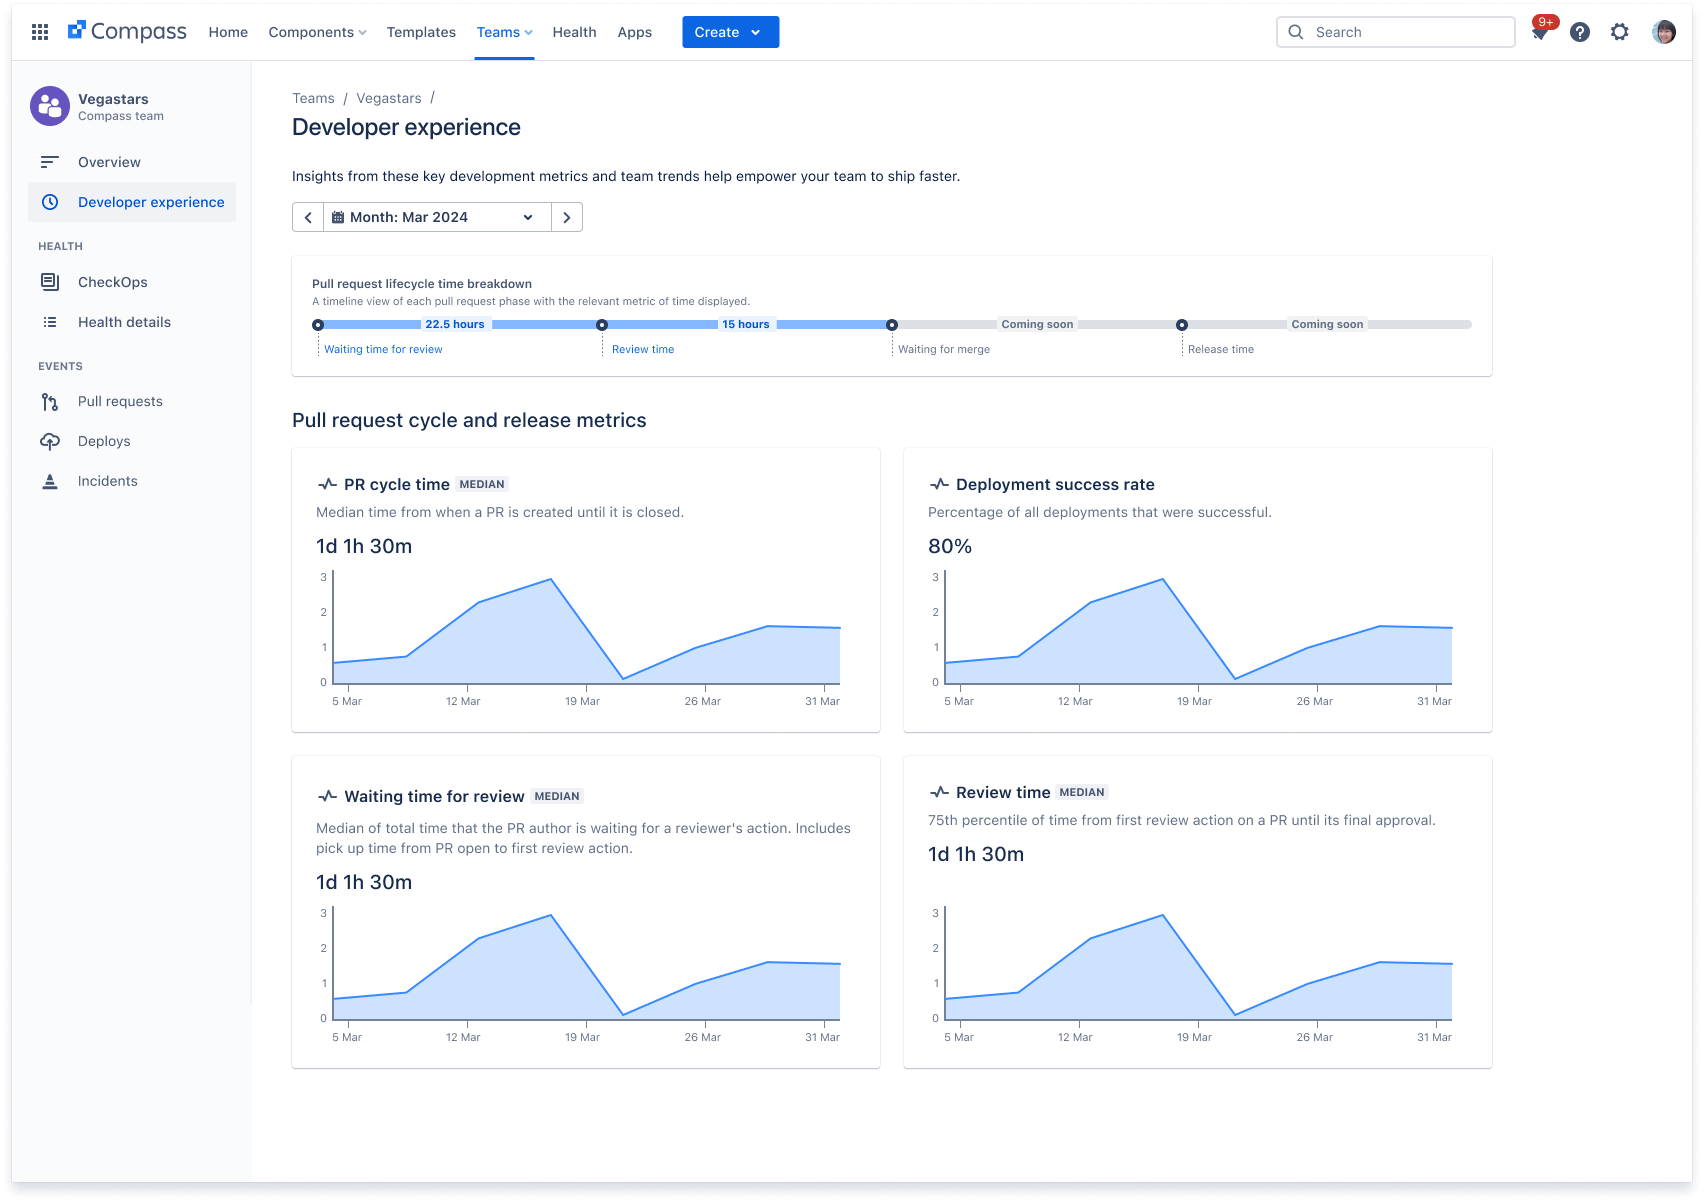 Compass
Home
Components
Templates
Teams
Health
Apps
Create
Search
9+
Vegastars
Compass team
Overview
Developer experience
HEALTH
CheckOps
Health details
EVENTS
Pull requests
Deploys
Incidents
Teams / Vegastars /
Developer experience
Insights from these key development metrics and team trends help empower your team to ship faster.
Month: Mar 2024
Pull request lifecycle time breakdown
A timeline view of each pull request phase with the relevant metric of time displayed.
22.5 hours
15 hours
Coming soon
Coming soon
Waiting time for review
Review time
Waiting for merge
Release time
Pull request cycle and release metrics
PR cycle time MEDIAN
Median time from when a PR is created until it is closed.
1d 1h 30m
3
2
1
0
5 Mar
12 Mar
19 Mar
26 Mar
31 Mar
Deployment success rate
Percentage of all deployments that were successful.
80%
3
2
1
0
5 Mar
12 Mar
19 Mar
26 Mar
31 Mar
Waiting time for review MEDIAN
Median of total time that the PR author is waiting for a reviewer's action. Includes
pick up time from PR open to first review action.
1d 1h 30m
3
2
1
0
5 Mar
12 Mar
19 Mar
26 Mar
31 Mar
Review time MEDIAN
75th percentile of time from first review action on a PR until its final approval.
1d 1h 30m
3
2
1
0
5 Mar
12 Mar
19 Mar
26 Mar
31 Mar